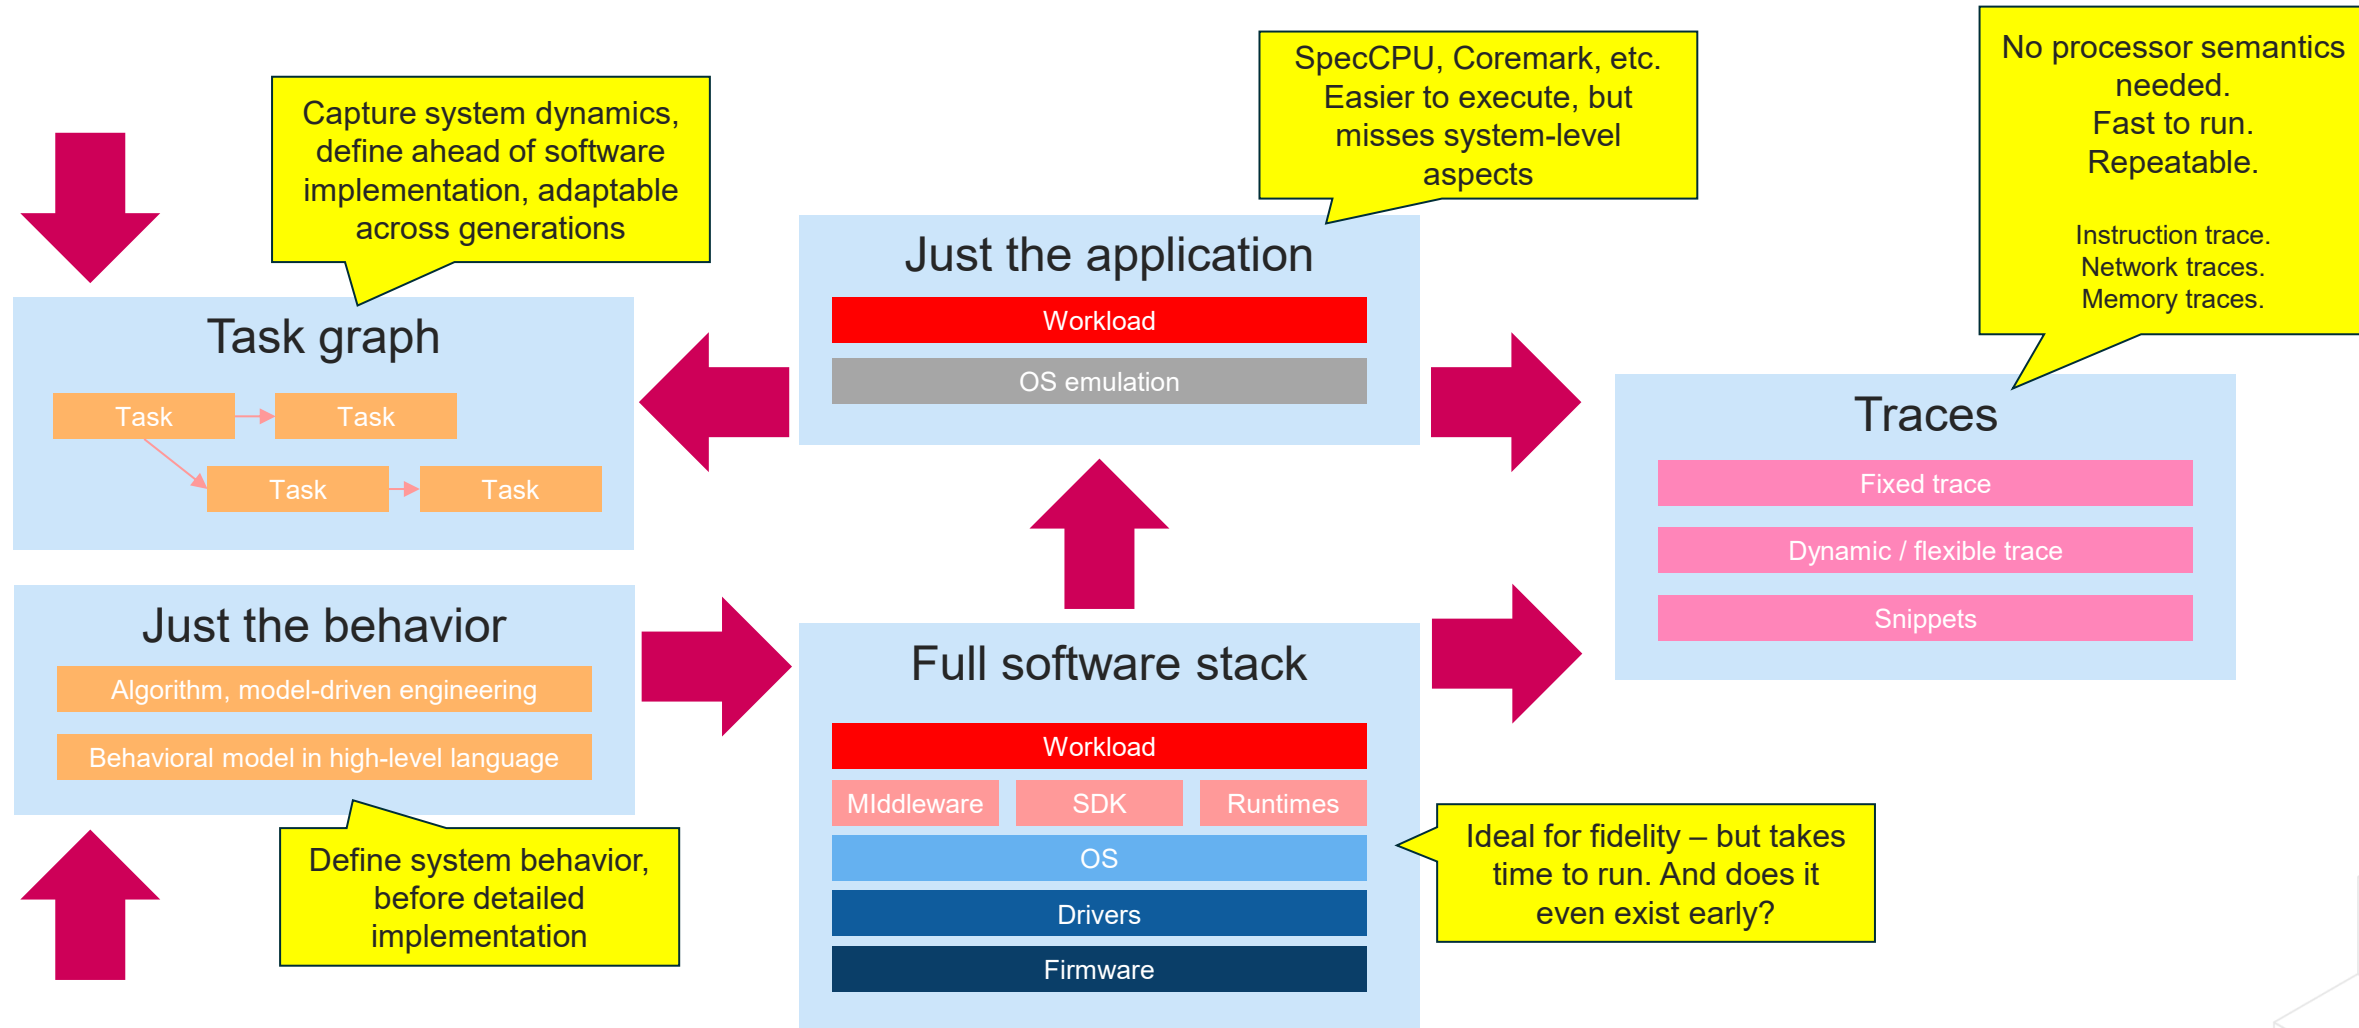 Capture system dynamics,
define ahead of software
implementation, adaptable
across generations
SpecCPU, Coremark, etc.
Easier to execute, but
misses system-level
aspects
No processor semantics
needed.
Fast to run.
Repeatable.
Instruction trace.
Network traces.
Memory traces.
Task graph
Task
Task
Task
Task
Just the application
Workload
OS emulation
Traces
Fixed trace
Dynamic / flexible trace
Snippets
Just the behavior
Algorithm, model-driven engineering
Behavioral model in high-level language
Define system behavior,
before detailed
implementation
Full software stack
Workload
MIddleware
SDK
Runtimes
OS
Drivers
Firmware
Ideal for fidelity – but takes
time to run. And does it
even exist early?